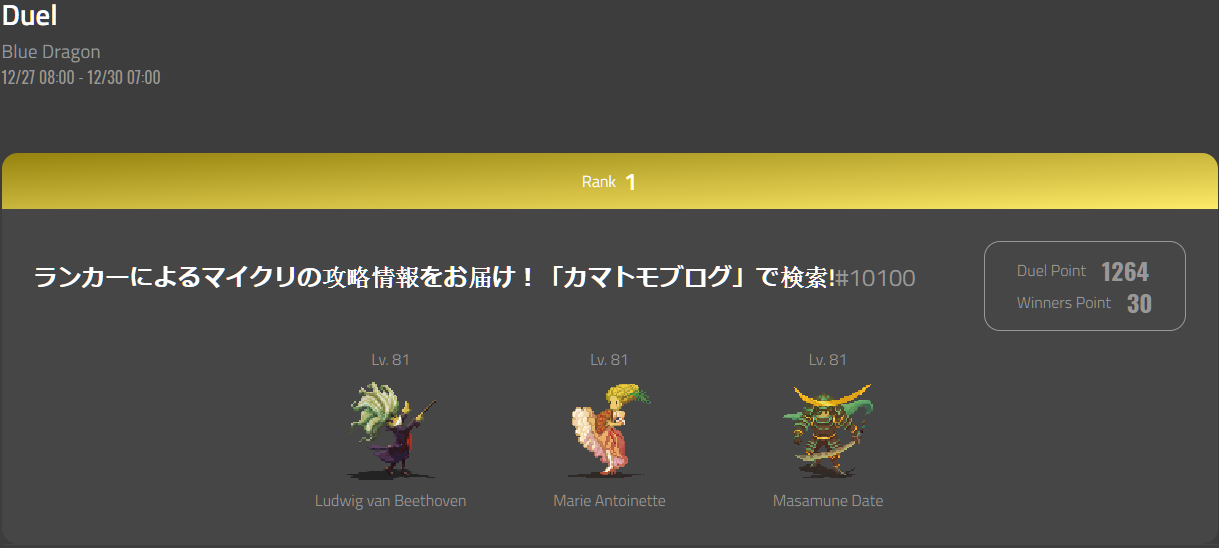 Duel
Blue Dragon
12/27 08:00 - 12/30 07:00
Rank 1
ランカーによるマイクリの攻略情報をお届け！「カマトモブログ」で検索!#10100
Duel Point 1264
Winners Point 30
Lv. 81 Lv. 81 Lv. 81
Ludwig van Beethoven Marie Antoinette Masamune Date